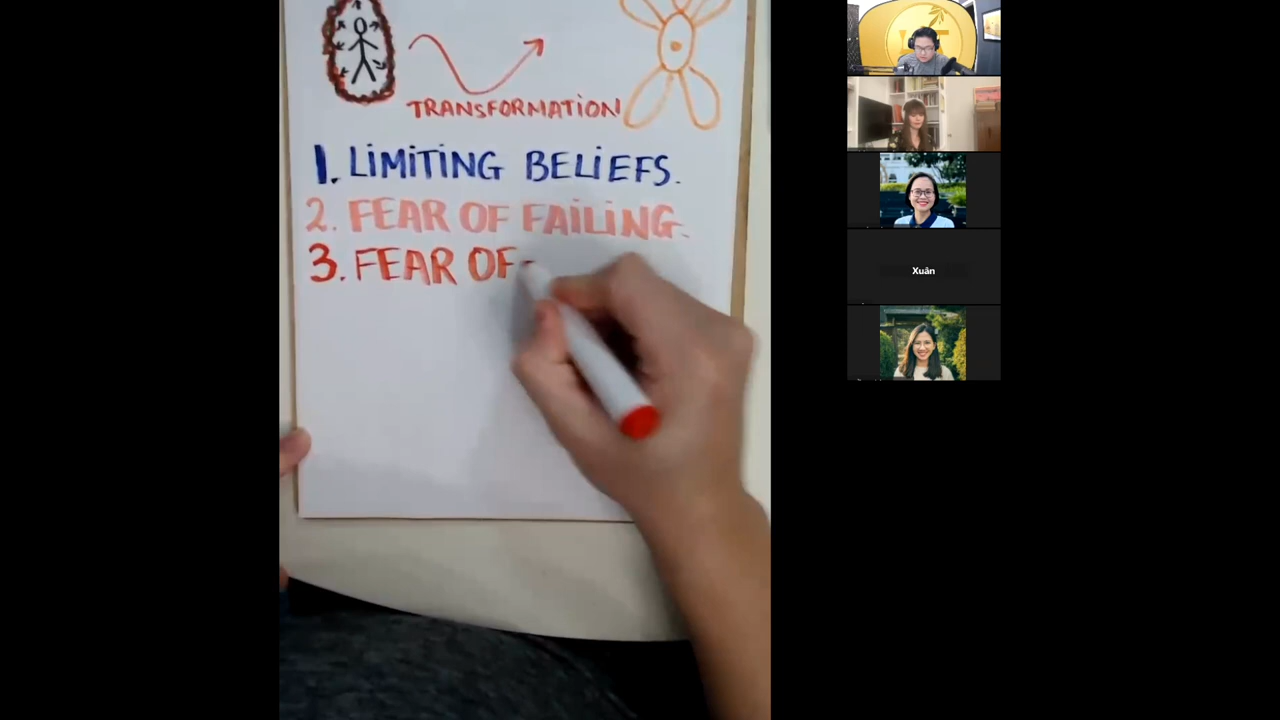 TRANSFORMATION
1. LIMITING BELIEFS.
2. FEAR OF FAILING.
3. FEAR OF
Xuân